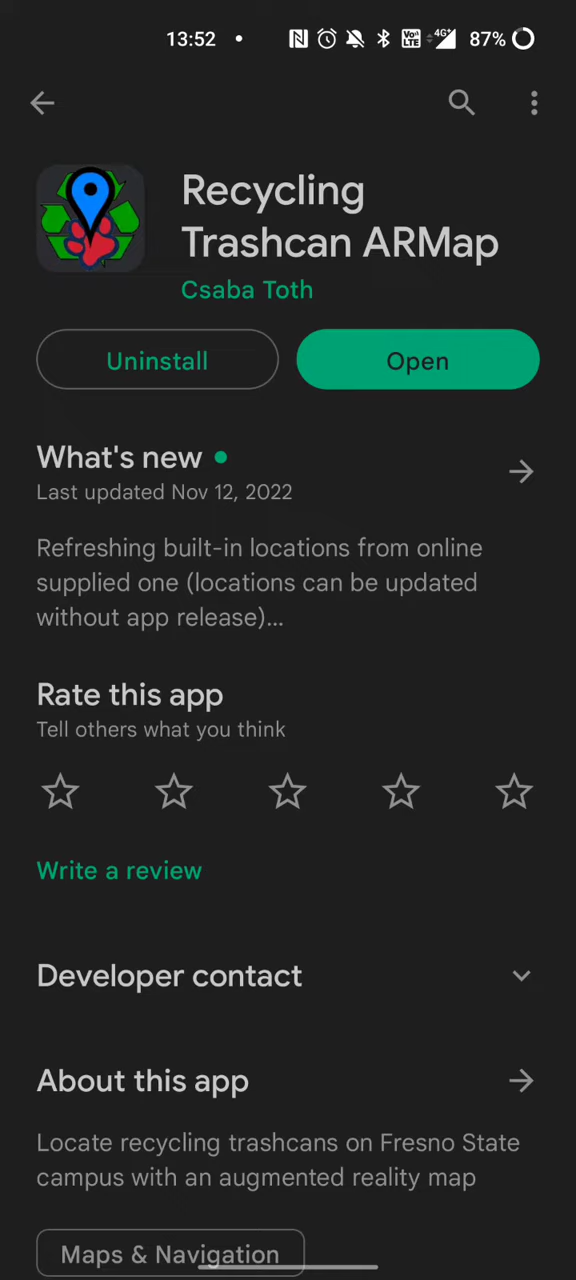 13:52
VoLTE
4G+
87%
Recycling
Trashcan ARMap
Csaba Toth
Uninstall
Open
What's new
Last updated Nov 12, 2022
Refreshing built-in locations from online
supplied one (locations can be updated
without app release)...
Rate this app
Tell others what you think
Write a review
Developer contact
About this app
Locate recycling trashcans on Fresno State
campus with an augmented reality map
Maps & Navigation